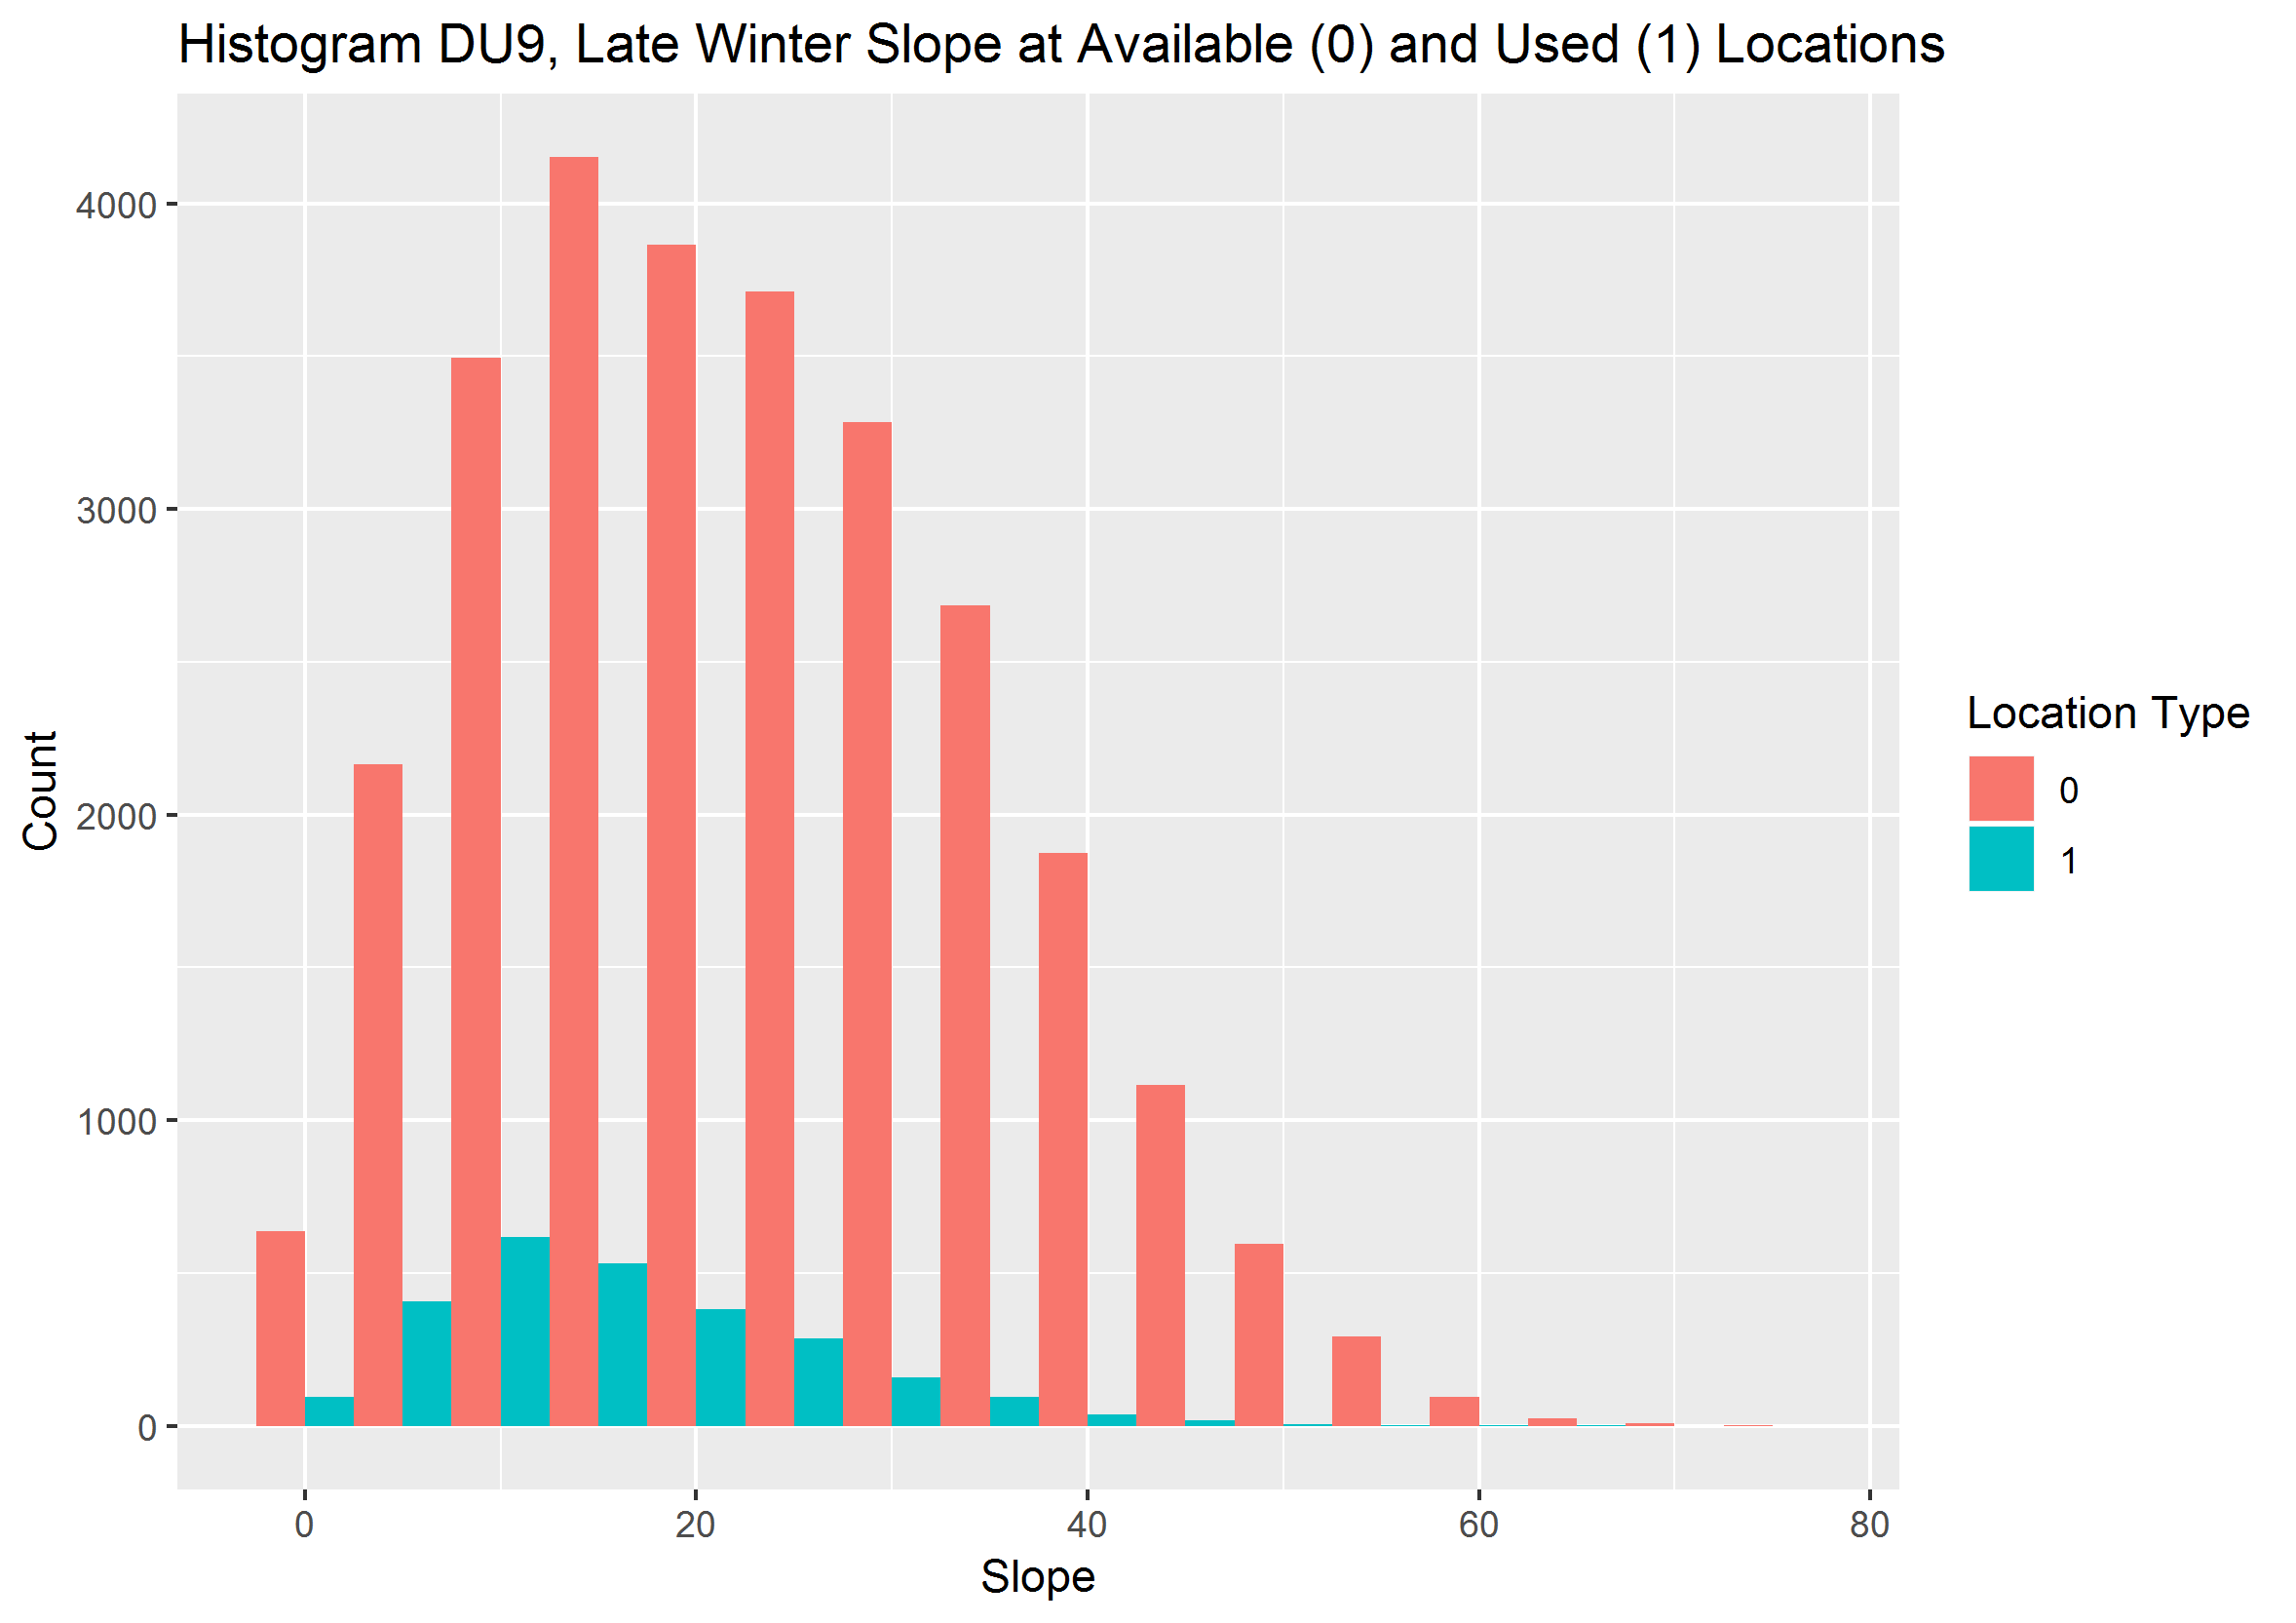 Histogram DU9, Late Winter Slope at Available (0) and Used (1) Locations
4000
3000
2000
1000
0
Count
0 20 40 60 80
Slope
Location Type
0
1